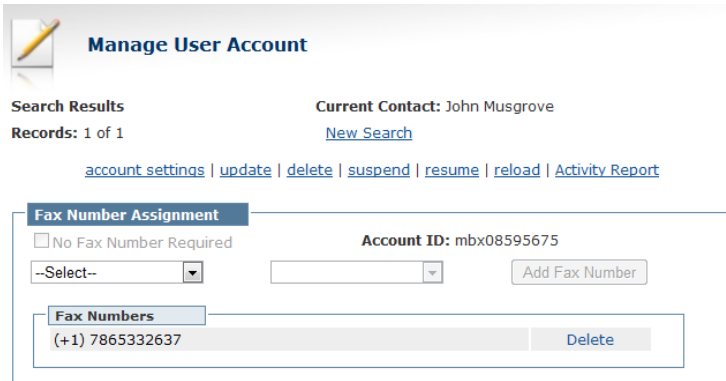 Manage User Account
Search Results Current Contact: John Musgrove
Records: 1 of 1 New Search
account settings | update | delete | suspend | resume | reload | Activity Report
Fax Number Assignment
No Fax Number Required Account ID: mbx08595675
--Select-- Add Fax Number
Fax Numbers
(+1) 7865332637 Delete